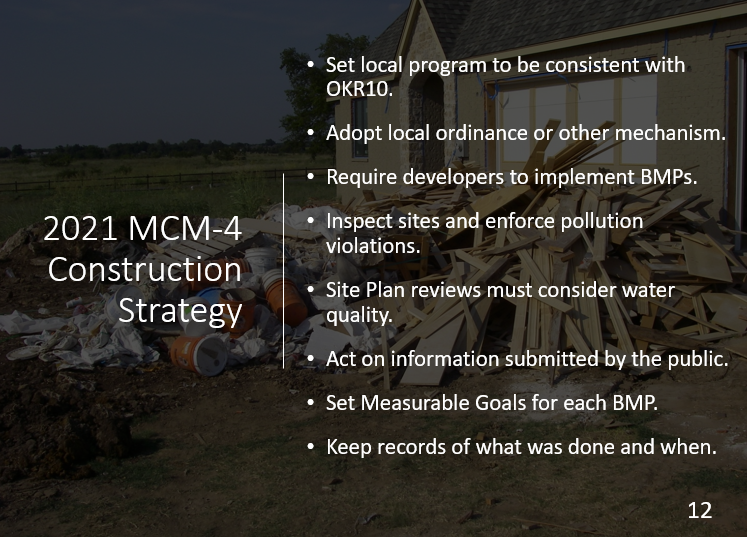 2021 MCM-4
Construction
Strategy
• Set local program to be consistent with
OKR10.
• Adopt local ordinance or other mechanism.
• Require developers to implement BMPs.
• Inspect sites and enforce pollution
violations.
• Site Plan reviews must consider water
quality.
• Act on information submitted by the public.
• Set Measurable Goals for each BMP.
• Keep records of what was done and when.
12